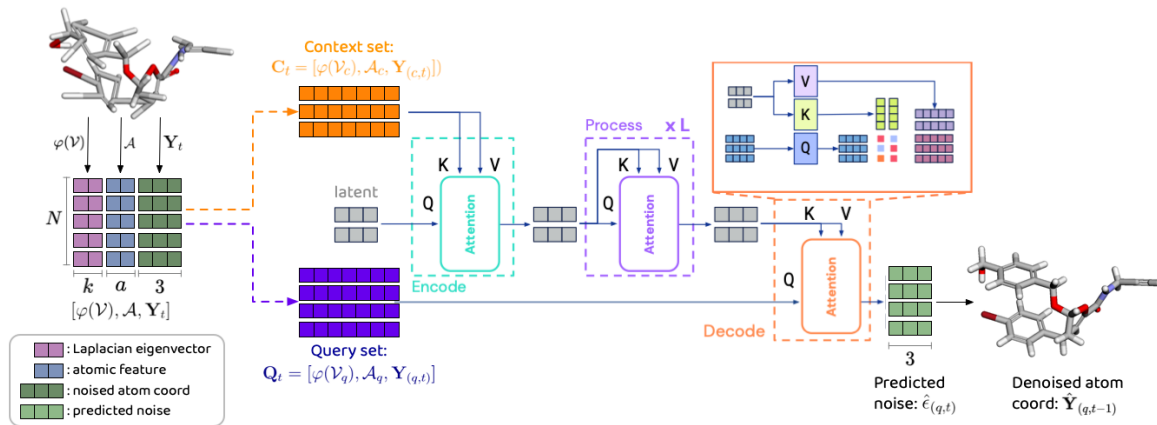 φ(𝒱)
𝒜
Y_t
N
k
a
3
[φ(𝒱), 𝒜, Y_t]
: Laplacian eigenvector
: atomic feature
: noised atom coord
: predicted noise
Context set:
C_t = [φ(𝒱_c), 𝒜_c, Y_(c,t)])
latent
Q
K
V
Attention
Encode
Query set:
Q_t = [φ(𝒱_q), 𝒜_q, Y_(q,t)]
Process
x L
K
V
Q
Attention
V
K
Q
K
V
Q
Attention
Decode
3
Predicted
noise: ε̂_(q,t)
Denoised atom
coord: Ŷ_(q,t−1)